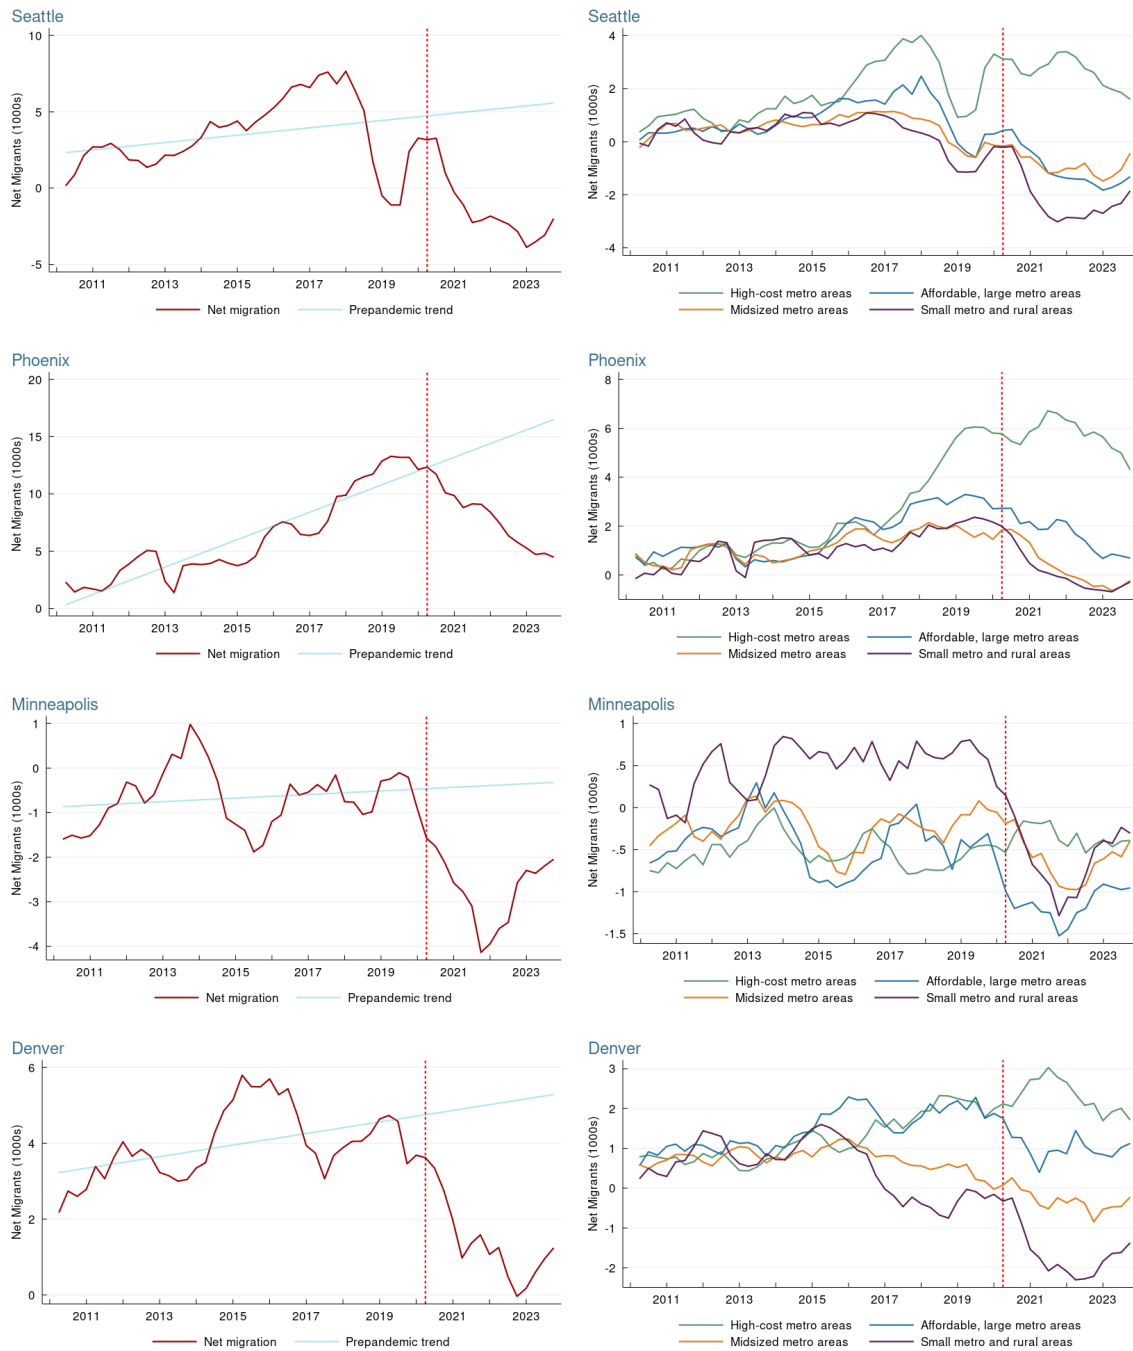 Seattle
Net Migrants (1000s)
10
5
0
-5
2011 2013 2015 2017 2019 2021 2023
Net migration Prepandemic trend
Seattle
Net Migrants (1000s)
4
2
0
-2
-4
2011 2013 2015 2017 2019 2021 2023
High-cost metro areas Affordable, large metro areas
Midsized metro areas Small metro and rural areas
Phoenix
Net Migrants (1000s)
20
15
10
5
0
2011 2013 2015 2017 2019 2021 2023
Net migration Prepandemic trend
Phoenix
Net Migrants (1000s)
8
6
4
2
0
2011 2013 2015 2017 2019 2021 2023
High-cost metro areas Affordable, large metro areas
Midsized metro areas Small metro and rural areas
Minneapolis
Net Migrants (1000s)
1
0
-1
-2
-3
-4
2011 2013 2015 2017 2019 2021 2023
Net migration Prepandemic trend
Minneapolis
Net Migrants (1000s)
1
.5
0
-.5
-1
-1.5
2011 2013 2015 2017 2019 2021 2023
High-cost metro areas Affordable, large metro areas
Midsized metro areas Small metro and rural areas
Denver
Net Migrants (1000s)
6
4
2
0
2011 2013 2015 2017 2019 2021 2023
Net migration Prepandemic trend
Denver
Net Migrants (1000s)
3
2
1
0
-1
-2
2011 2013 2015 2017 2019 2021 2023
High-cost metro areas Affordable, large metro areas
Midsized metro areas Small metro and rural areas